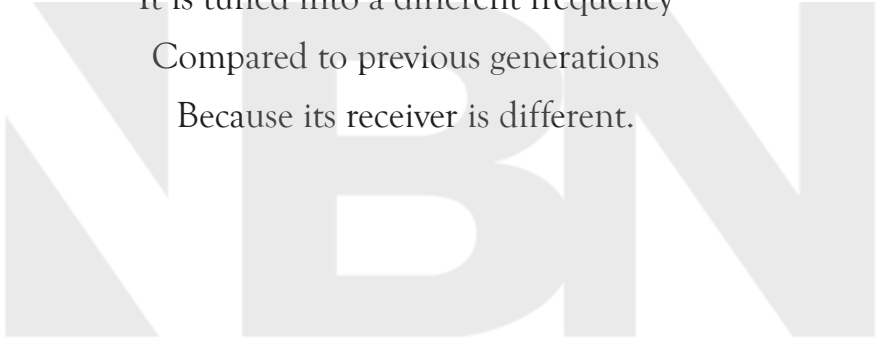 It is tuned into a different frequency
Compared to previous generations
Because its receiver is different.
NBN